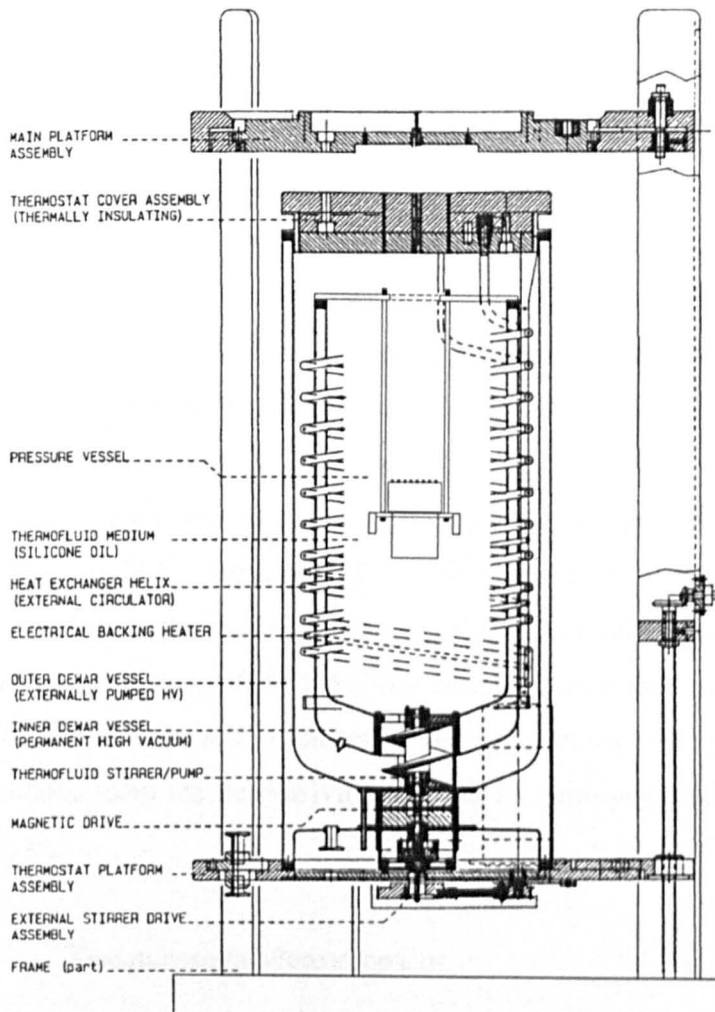 MAIN PLATFORM
ASSEMBLY
THERMOSTAT COVER ASSEMBLY
(THERMALLY INSULATING)
PRESSURE VESSEL
THERMOFLUID MEDIUM
(SILICONE OIL)
HEAT EXCHANGER HELIX
(EXTERNAL CIRCULATOR)
ELECTRICAL BACKING HEATER
OUTER DEWAR VESSEL
(EXTERNALLY PUMPED HV)
INNER DEWAR VESSEL
(PERMANENT HIGH VACUUM)
THERMOFLUID STIRRER/PUMP
MAGNETIC DRIVE
THERMOSTAT PLATFORM
ASSEMBLY
EXTERNAL STIRRER DRIVE
ASSEMBLY
FRAME (part)